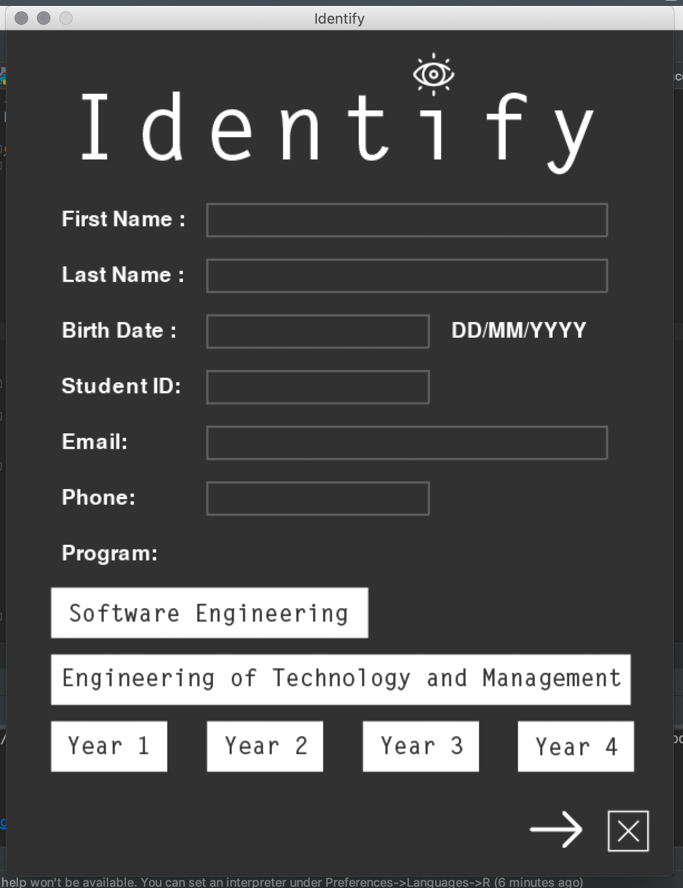 Identify
Identify
First Name :
Last Name :
Birth Date : DD/MM/YYYY
Student ID:
Email:
Phone:
Program:
Software Engineering
Engineering of Technology and Management
Year 1 Year 2 Year 3 Year 4
help won't be available. You can set an interpreter under Preferences->Languages->R (6 minutes ago)